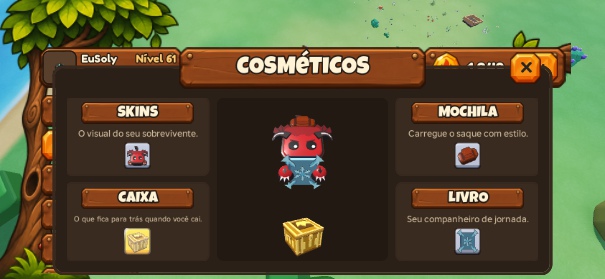 EuSoly Nível 61
COSMÉTICOS
SKINS
O visual do seu sobrevivente.
MOCHILA
Carregue o saque com estilo.
CAIXA
O que fica para trás quando você cai.
LIVRO
Seu companheiro de jornada.